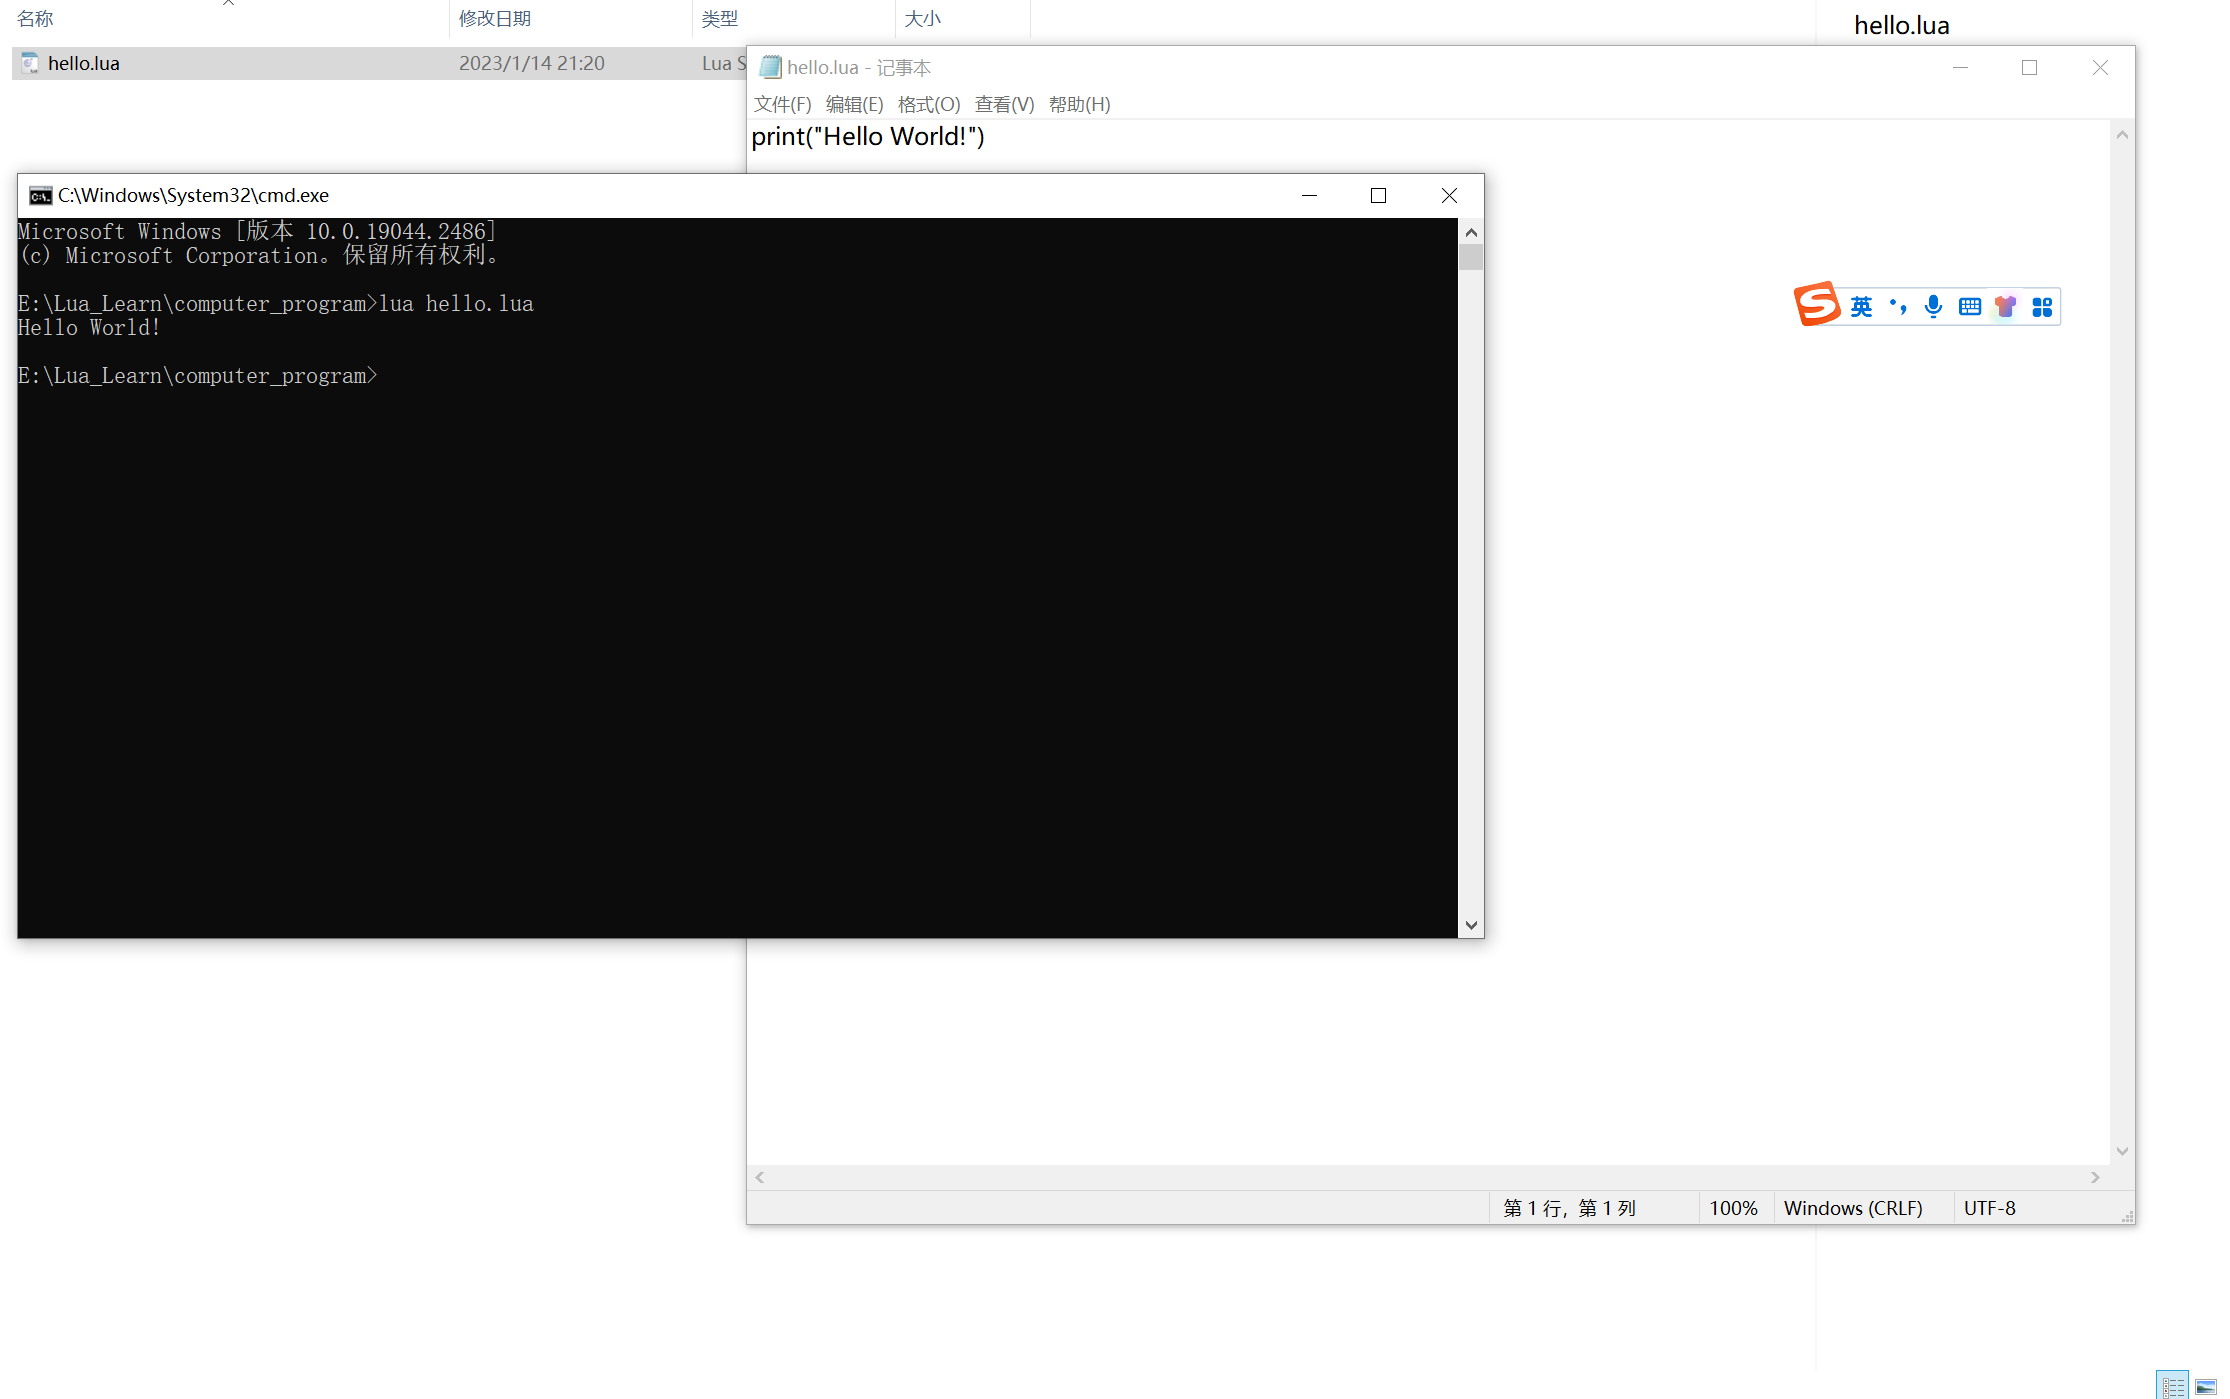 名称 修改日期 类型 大小
hello.lua 2023/1/14 21:20 Lua S
hello.lua
hello.lua - 记事本
文件(F) 编辑(E) 格式(O) 查看(V) 帮助(H)
print("Hello World!")
C:\Windows\System32\cmd.exe
Microsoft Windows [版本 10.0.19044.2486]
(c) Microsoft Corporation。保留所有权利。
E:\Lua_Learn\computer_program>lua hello.lua
Hello World!
E:\Lua_Learn\computer_program>
英
第 1 行，第 1 列 100% Windows (CRLF) UTF-8